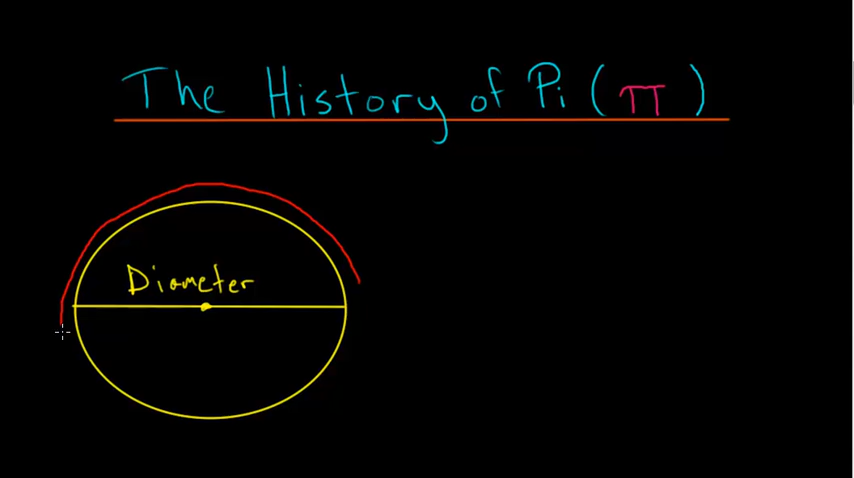 The History of Pi (π)
Diameter